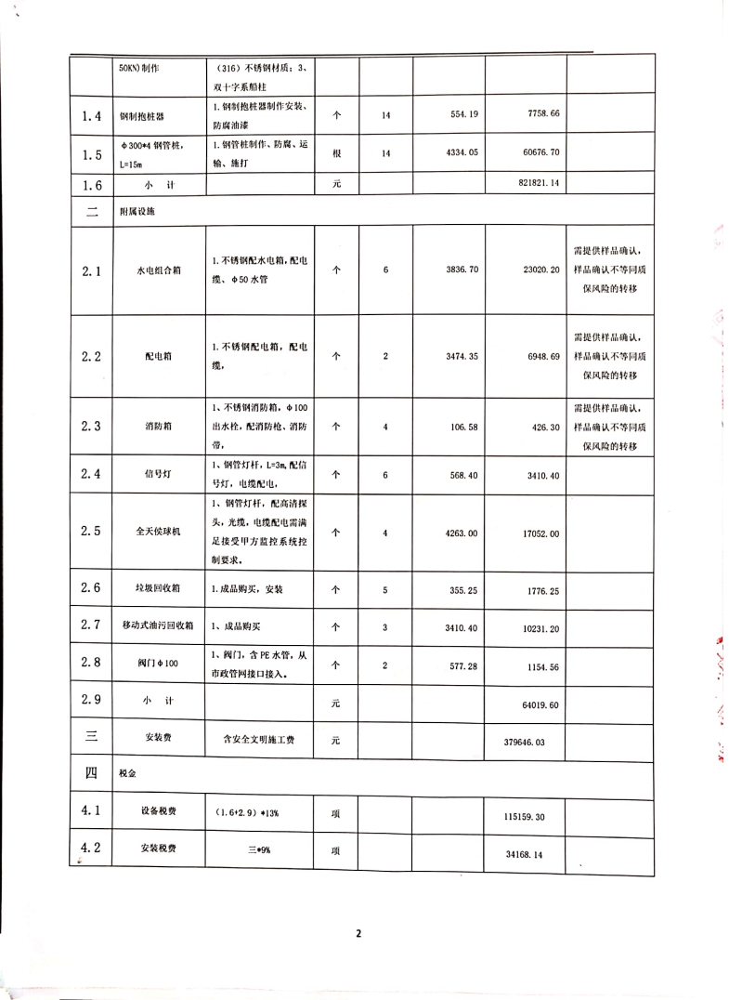 50KN)制作 （316）不锈钢材质；3、
双十字系船柱
1.4 钢制抱桩器 1.钢制抱桩器制作安装、
防腐油漆 个 14 554.19 7758.66
1.5 φ300*4 钢管桩，
L=15m 1.钢管桩制作、防腐、运
输、施打 根 14 4334.05 60676.70
1.6 小 计 元 821821.14
二 附属设施
2.1 水电组合箱 1.不锈钢配水电箱，配电
缆、φ50 水管 个 6 3836.70 23020.20 需提供样品确认，
样品确认不等同质
保风险的转移
2.2 配电箱 1.不锈钢配电箱，配电
缆， 个 2 3474.35 6948.69 需提供样品确认，
样品确认不等同质
保风险的转移
2.3 消防箱 1、不锈钢消防箱，φ100
出水栓，配消防枪、消防
带， 个 4 106.58 426.30 需提供样品确认，
样品确认不等同质
保风险的转移
2.4 信号灯 1、钢管灯杆，L=3m,配信
号灯，电缆配电， 个 6 568.40 3410.40
2.5 全天侯球机 1、钢管灯杆，配高清探
头，光缆，电缆配电需满
足接受甲方监控系统控
制要求。 个 4 4263.00 17052.00
2.6 垃圾回收箱 1.成品购买，安装 个 5 355.25 1776.25
2.7 移动式油污回收箱 1、成品购买 个 3 3410.40 10231.20
2.8 阀门φ100 1、阀门，含 PE 水管，从
市政管网接口接入。 个 2 577.28 1154.56
2.9 小 计 元 64019.60
三 安装费 含安全文明施工费 元 379646.03
四 税金
4.1 设备税费 （1.6+2.9）*13% 项 115159.30
4.2 安装税费 三*9% 项 34168.14
2